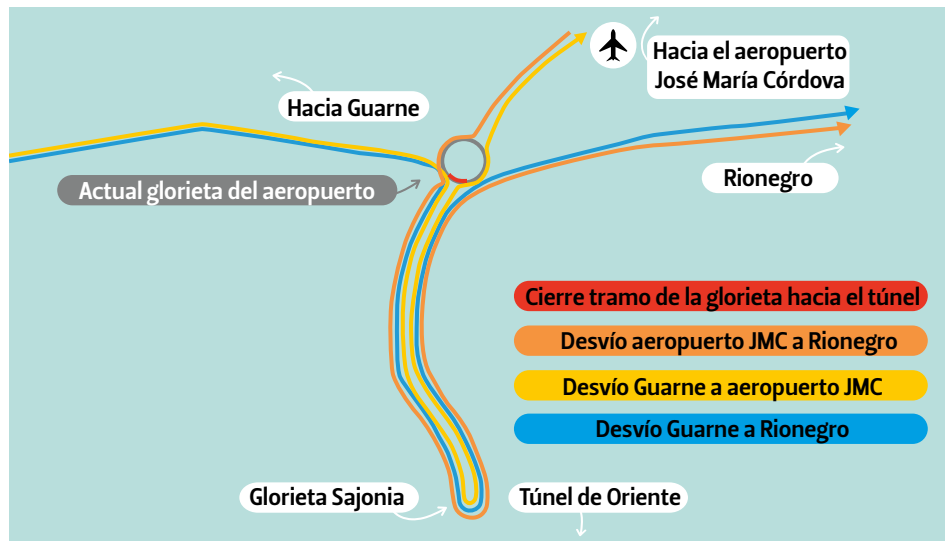 Hacia el aeropuerto
José María Córdova
Hacia Guarne
Actual glorieta del aeropuerto
Rionegro
Cierre tramo de la glorieta hacia el túnel
Desvío aeropuerto JMC a Rionegro
Desvío Guarne a aeropuerto JMC
Desvío Guarne a Rionegro
Glorieta Sajonia
Túnel de Oriente